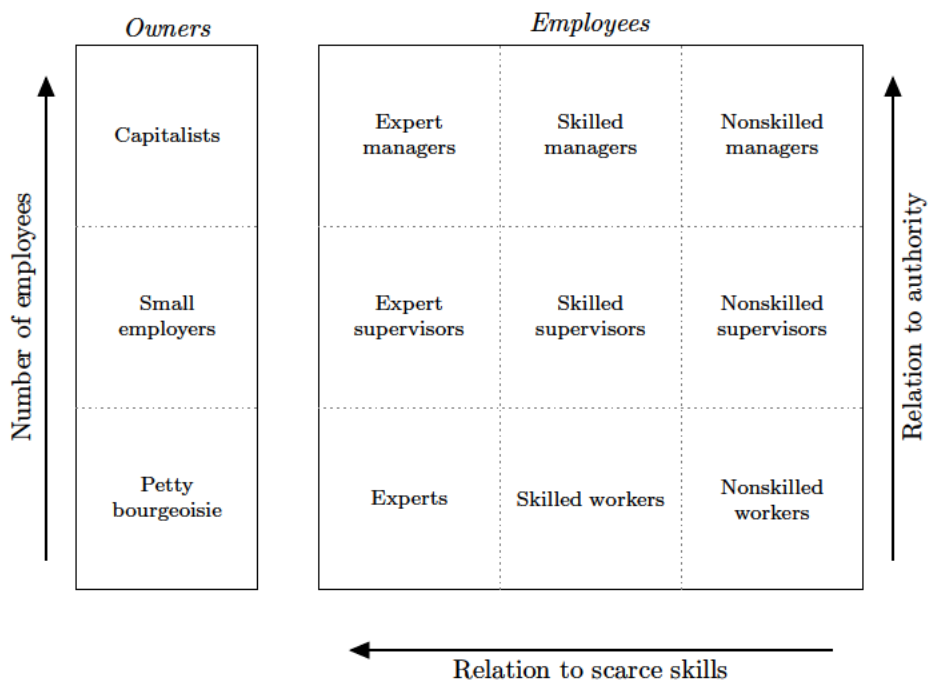 Owners
Employees
Number of employees
Capitalists
Expert
managers
Skilled
managers
Nonskilled
managers
Relation to authority
Small
employers
Expert
supervisors
Skilled
supervisors
Nonskilled
supervisors
Petty
bourgeoisie
Experts
Skilled workers
Nonskilled
workers
Relation to scarce skills